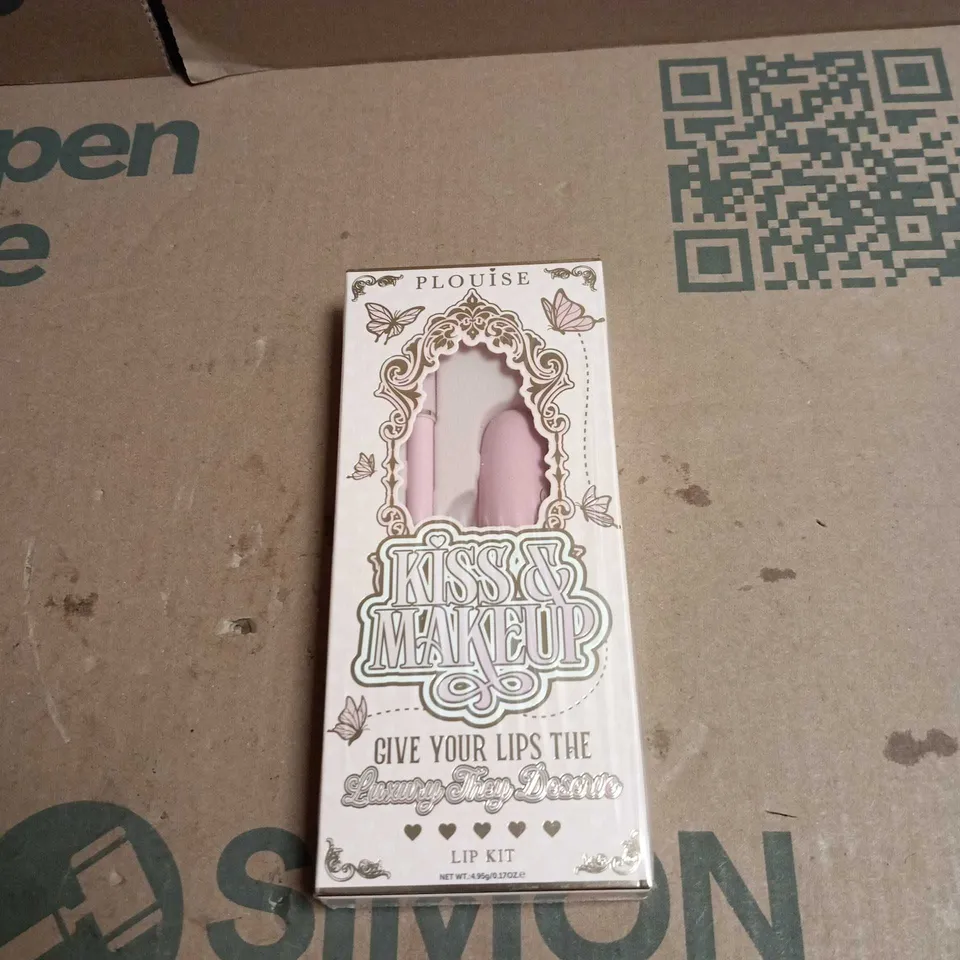 pen
e
PLOUISE
KISS &
MAKEUP
GIVE YOUR LIPS THE
Luxury They Deserve
LIP KIT
NET WT.:4.95g/0.17OZ.e
SIMON